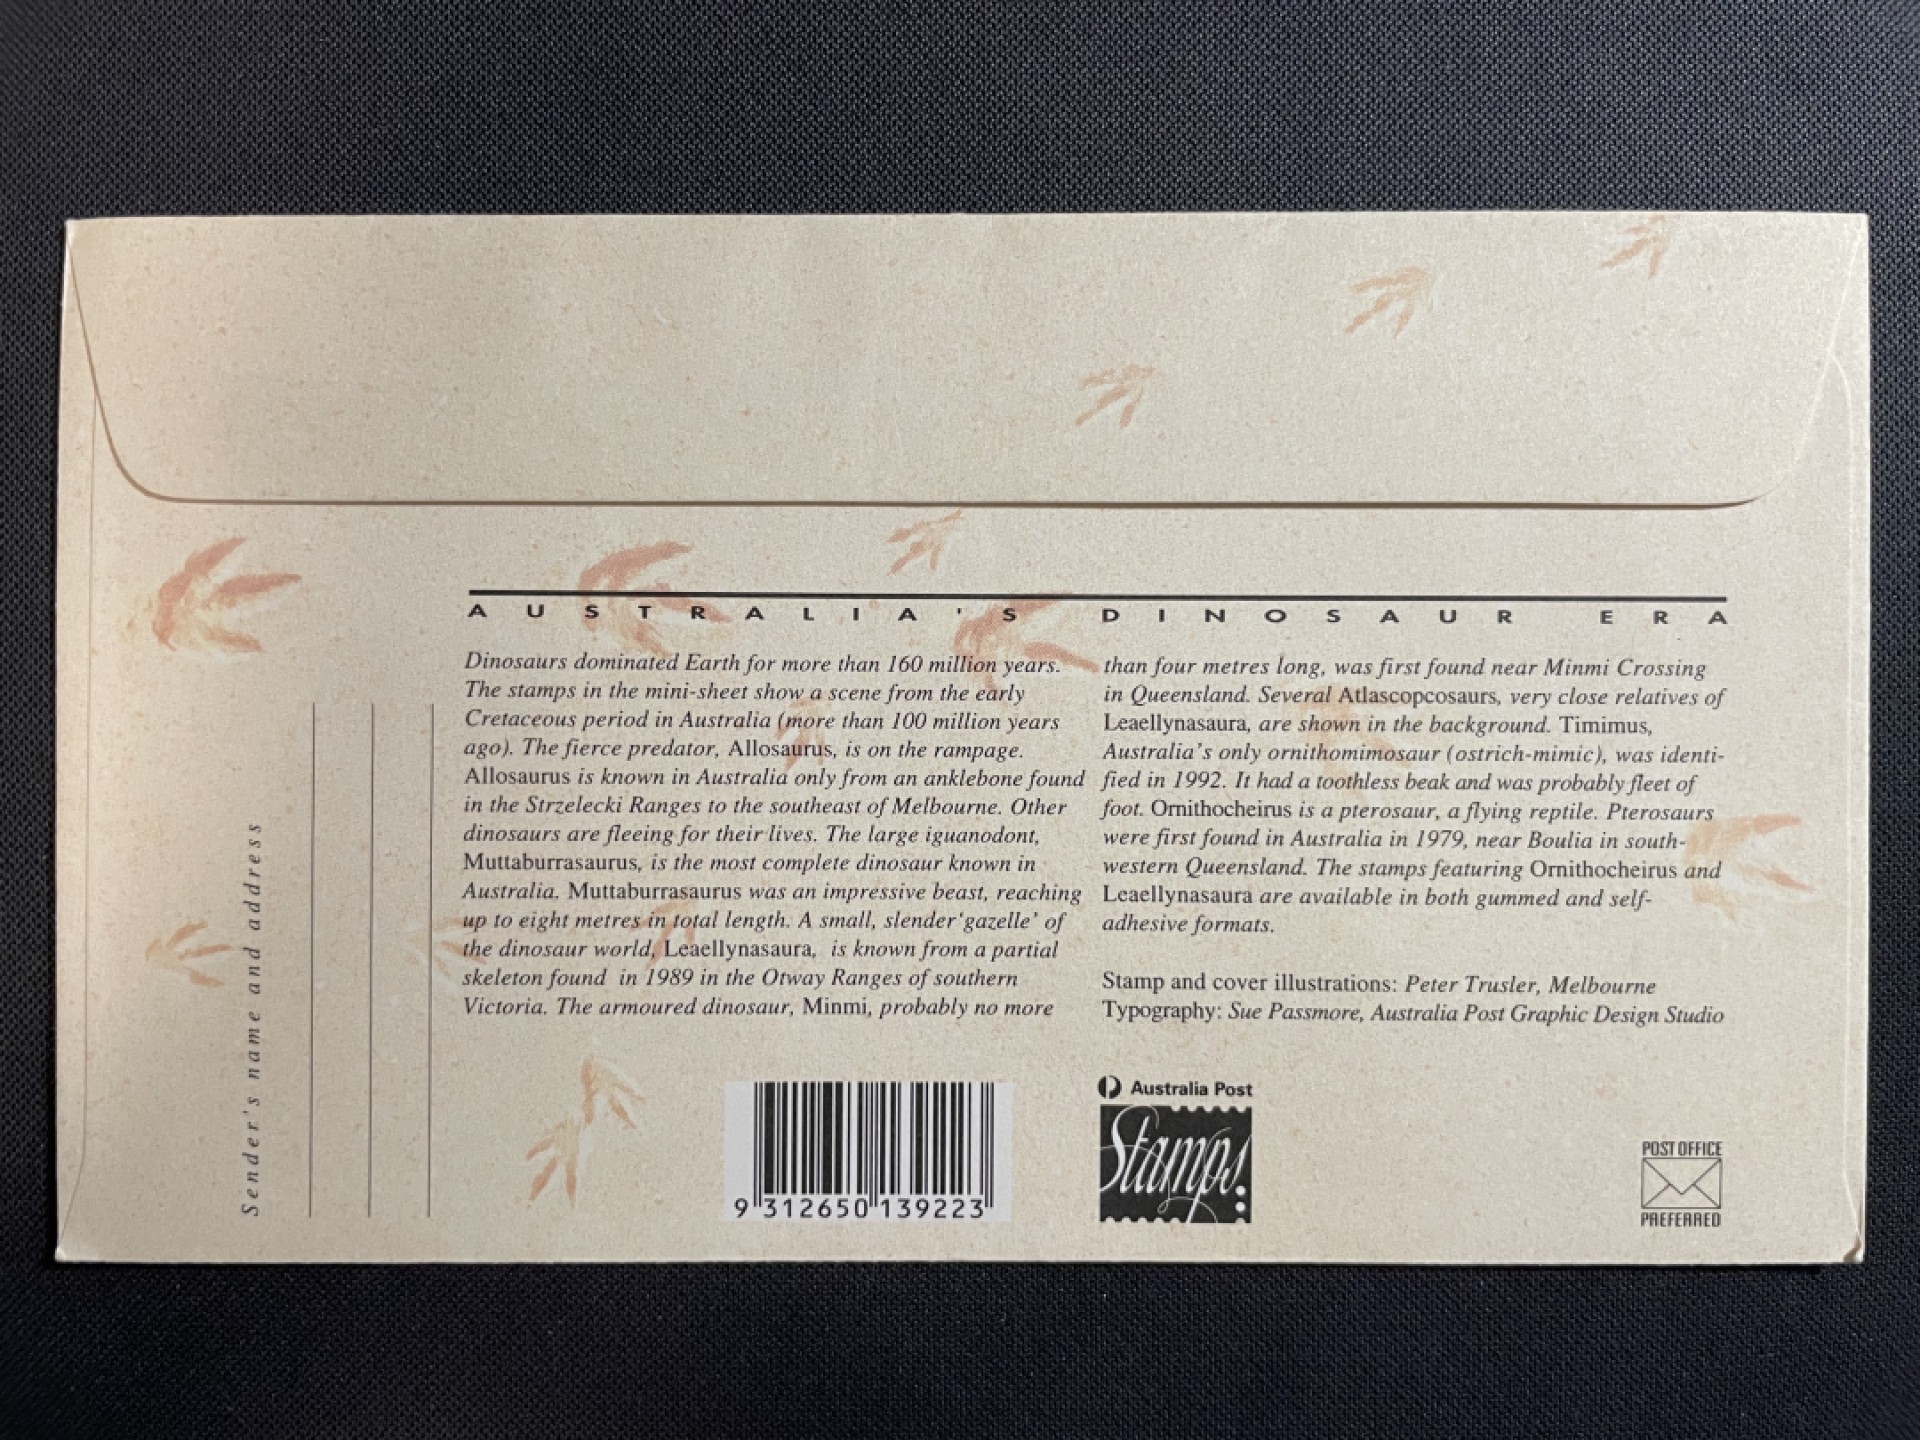 AUSTRALIA'S DINOSAUR ERA
Dinosaurs dominated Earth for more than 160 million years.
The stamps in the mini-sheet show a scene from the early
Cretaceous period in Australia (more than 100 million years
ago). The fierce predator, Allosaurus, is on the rampage.
Allosaurus is known in Australia only from an anklebone found
in the Strzelecki Ranges to the southeast of Melbourne. Other
dinosaurs are fleeing for their lives. The large iguanodont,
Muttaburrasaurus, is the most complete dinosaur known in
Australia. Muttaburrasaurus was an impressive beast, reaching
up to eight metres in total length. A small, slender 'gazelle' of
the dinosaur world, Leaellynasaura, is known from a partial
skeleton found in 1989 in the Otway Ranges of southern
Victoria. The armoured dinosaur, Minmi, probably no more
than four metres long, was first found near Minmi Crossing
in Queensland. Several Atlascopcosaurs, very close relatives of
Leaellynasaura, are shown in the background. Timimus,
Australia's only ornithomimosaur (ostrich-mimic), was identi-
fied in 1992. It had a toothless beak and was probably fleet of
foot. Ornithocheirus is a pterosaur, a flying reptile. Pterosaurs
were first found in Australia in 1979, near Boulia in south-
western Queensland. The stamps featuring Ornithocheirus and
Leaellynasaura are available in both gummed and self-
adhesive formats.
Stamp and cover illustrations: Peter Trusler, Melbourne
Typography: Sue Passmore, Australia Post Graphic Design Studio
Sender's name and address
9 312650 139223
Australia Post
Stamps
POST OFFICE
PREFERRED